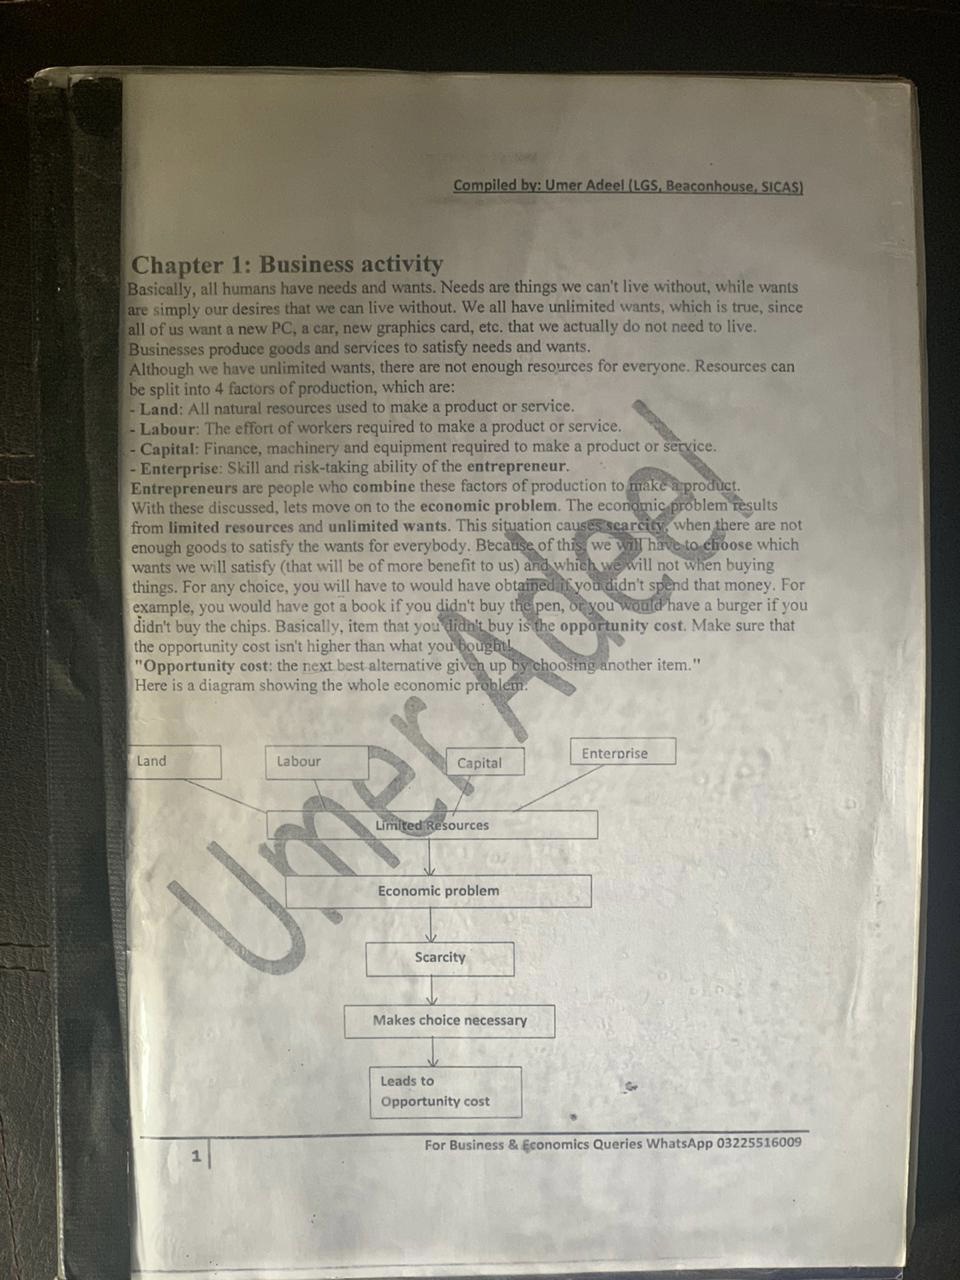 Compiled by: Umer Adeel (LGS, Beaconhouse, SICAS)
Chapter 1: Business activity
Basically, all humans have needs and wants. Needs are things we can't live without, while wants
are simply our desires that we can live without. We all have unlimited wants, which is true, since
all of us want a new PC, a car, new graphics card, etc. that we actually do not need to live.
Businesses produce goods and services to satisfy needs and wants.
Although we have unlimited wants, there are not enough resources for everyone. Resources can
be split into 4 factors of production, which are:
- Land: All natural resources used to make a product or service.
- Labour: The effort of workers required to make a product or service.
- Capital: Finance, machinery and equipment required to make a product or service.
- Enterprise: Skill and risk-taking ability of the entrepreneur.
Entrepreneurs are people who combine these factors of production to make a product.
With these discussed, lets move on to the economic problem. The economic problem results
from limited resources and unlimited wants. This situation causes scarcity, when there are not
enough goods to satisfy the wants for everybody. Because of this, we will have to choose which
wants we will satisfy (that will be of more benefit to us) and which we will not when buying
things. For any choice, you will have to would have obtained if you didn't spend that money. For
example, you would have got a book if you didn't buy the pen, or you would have a burger if you
didn't buy the chips. Basically, item that you didn't buy is the opportunity cost. Make sure that
the opportunity cost isn't higher than what you bought!
"Opportunity cost: the next best alternative given up by choosing another item."
Here is a diagram showing the whole economic problem:
Land Labour Capital Enterprise
Limited Resources
Economic problem
Scarcity
Makes choice necessary
Leads to
Opportunity cost
Umer Adeel
For Business & Economics Queries WhatsApp 03225516009
1